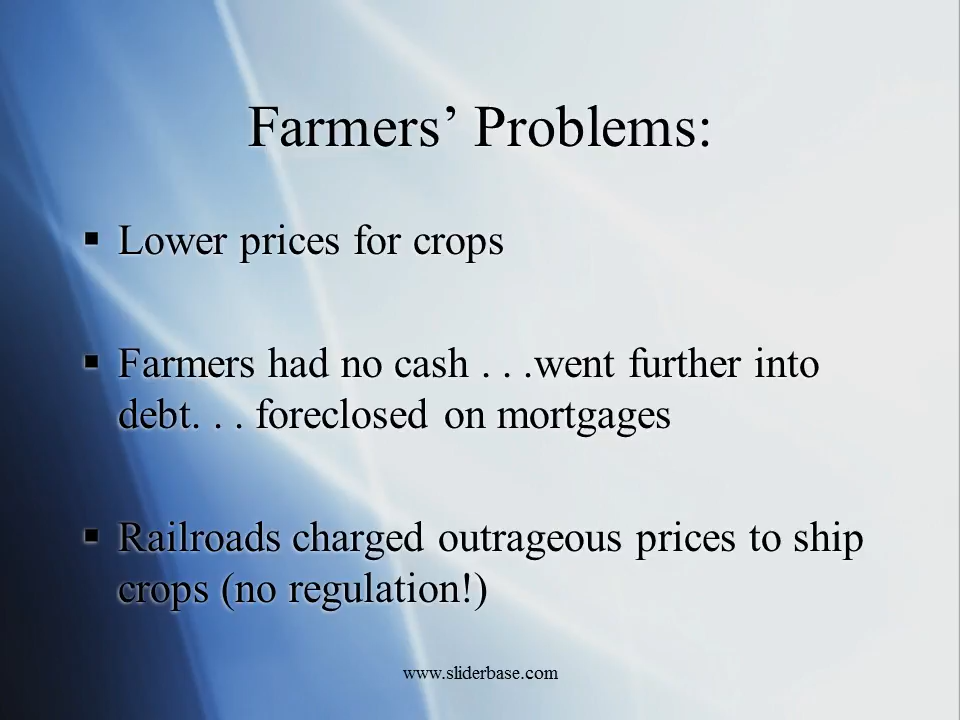 Farmers’ Problems:
▪ Lower prices for crops
▪ Farmers had no cash . . .went further into
debt. . . foreclosed on mortgages
▪ Railroads charged outrageous prices to ship
crops (no regulation!)
www.sliderbase.com